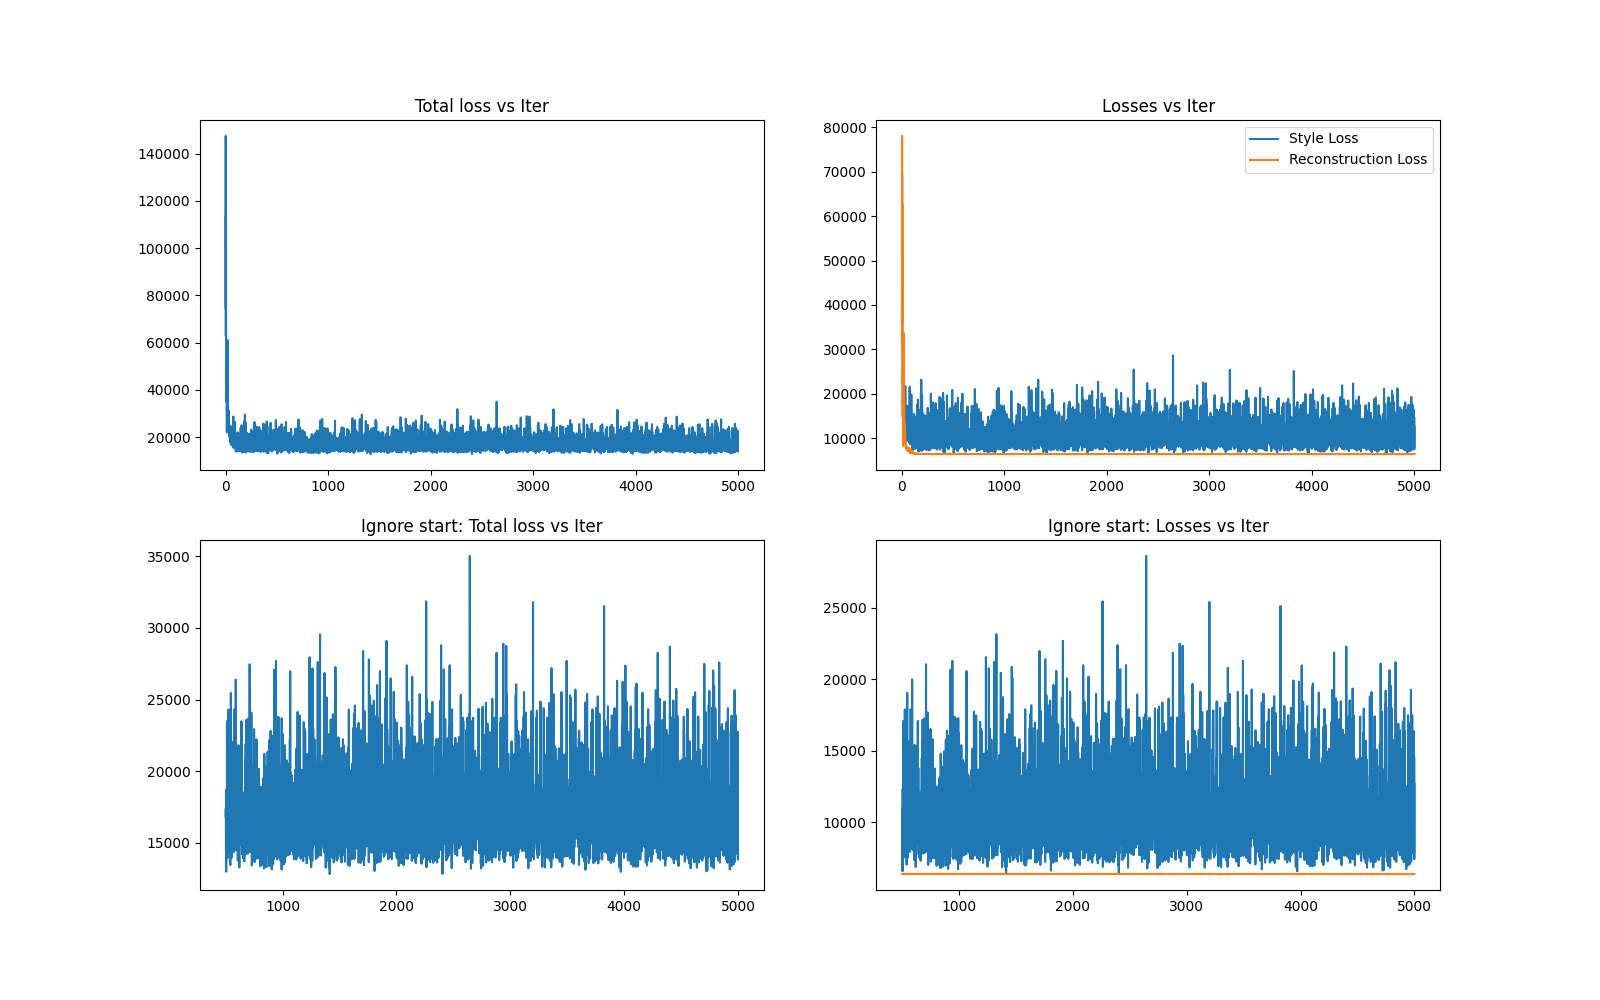 Total loss vs Iter
140000
120000
100000
80000
60000
40000
20000
0 1000 2000 3000 4000 5000
Losses vs Iter
80000
70000
60000
50000
40000
30000
20000
10000
Style Loss
Reconstruction Loss
0 1000 2000 3000 4000 5000
Ignore start: Total loss vs Iter
35000
30000
25000
20000
15000
1000 2000 3000 4000 5000
Ignore start: Losses vs Iter
25000
20000
15000
10000
1000 2000 3000 4000 5000